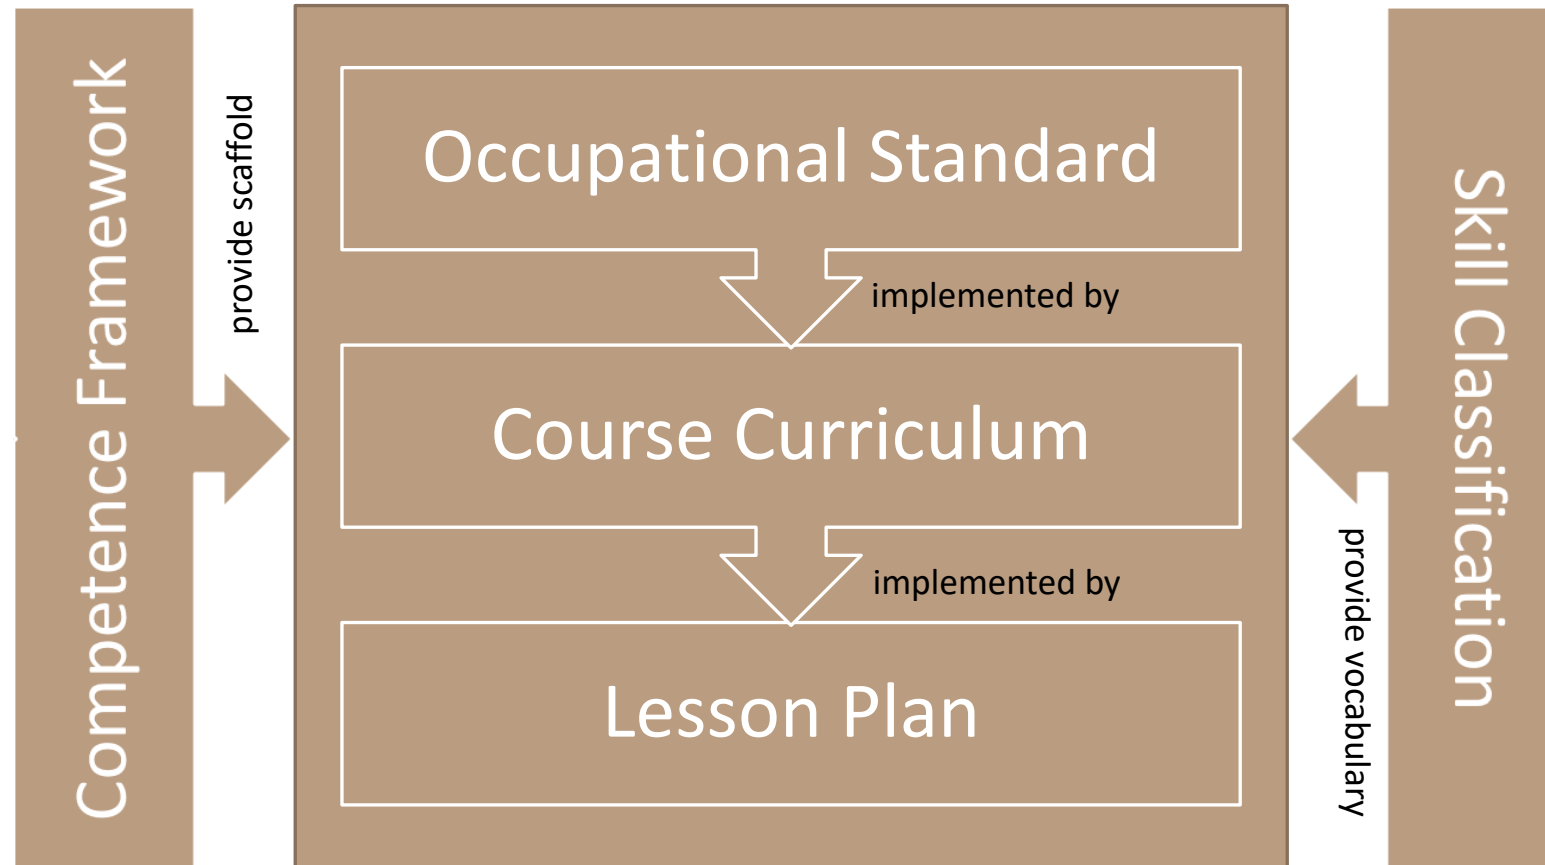 Competence Framework
provide scaffold
Occupational Standard
implemented by
Course Curriculum
implemented by
Lesson Plan
provide vocabulary
Skill Classification